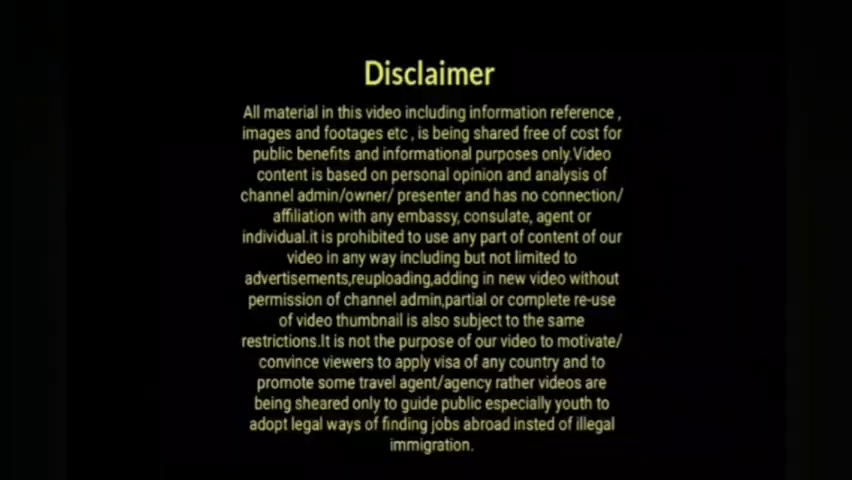 Disclaimer
All material in this video including information reference ,
images and footages etc , is being shared free of cost for
public benefits and informational purposes only.Video
content is based on personal opinion and analysis of
channel admin/owner/ presenter and has no connection/
affiliation with any embassy, consulate, agent or
individual.it is prohibited to use any part of content of our
video in any way including but not limited to
advertisements,reuploading,adding in new video without
permission of channel admin,partial or complete re-use
of video thumbnail is also subject to the same
restrictions.It is not the purpose of our video to motivate/
convince viewers to apply visa of any country and to
promote some travel agent/agency rather videos are
being sheared only to guide public especially youth to
adopt legal ways of finding jobs abroad insted of illegal
immigration.